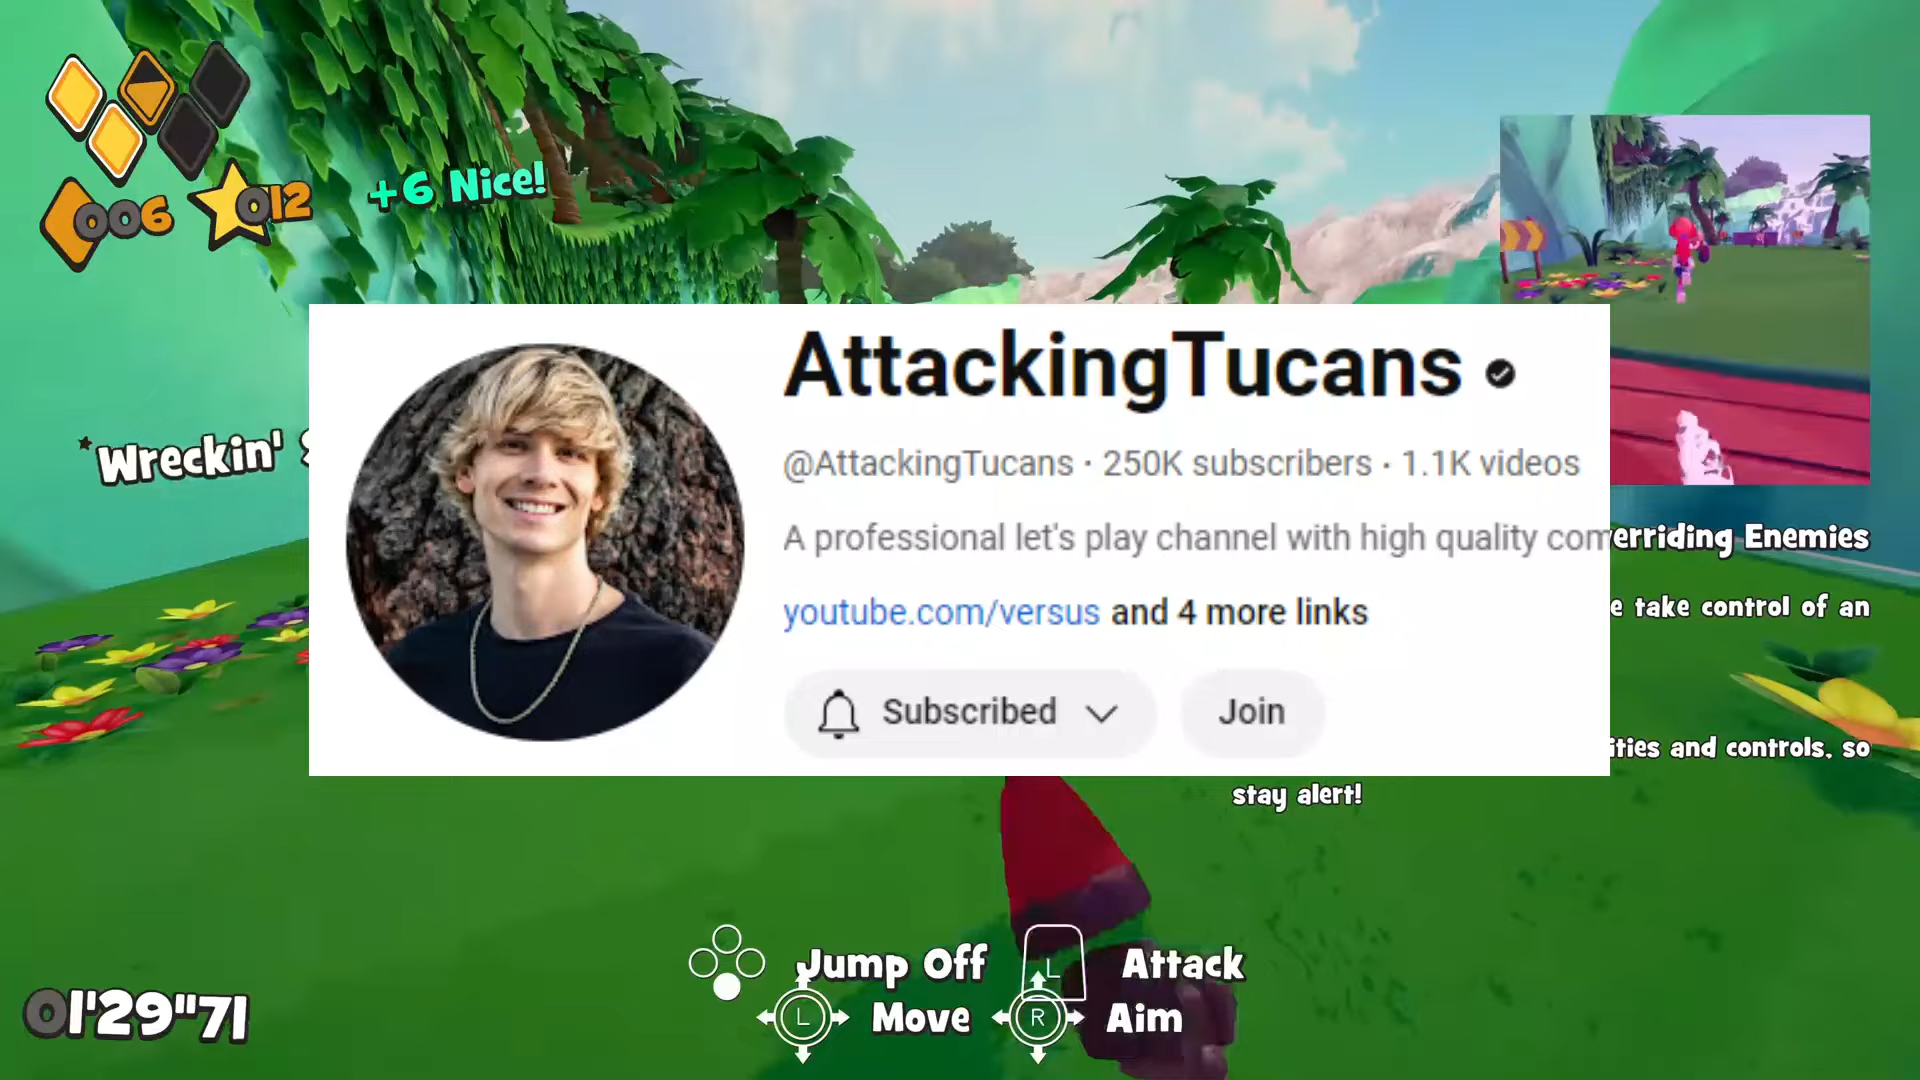 006
012
+6 Nice!
*Wreckin'
AttackingTucans
@AttackingTucans · 250K subscribers · 1.1K videos
A professional let's play channel with high quality com
youtube.com/versus and 4 more links
Subscribed
Join
erriding Enemies
e take control of an
ities and controls, so
stay alert!
Jump Off
L
Attack
L
Move
R
Aim
01'29"71